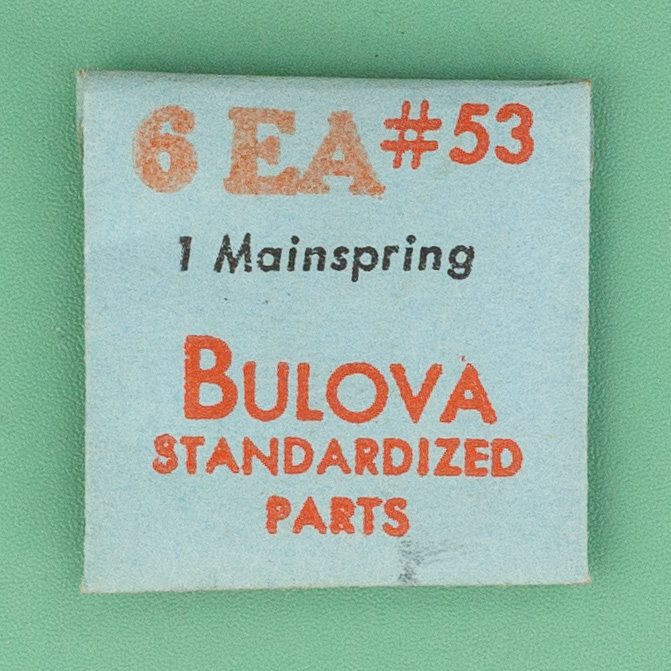 6 EA #53
1 Mainspring
BULOVA
STANDARDIZED
PARTS